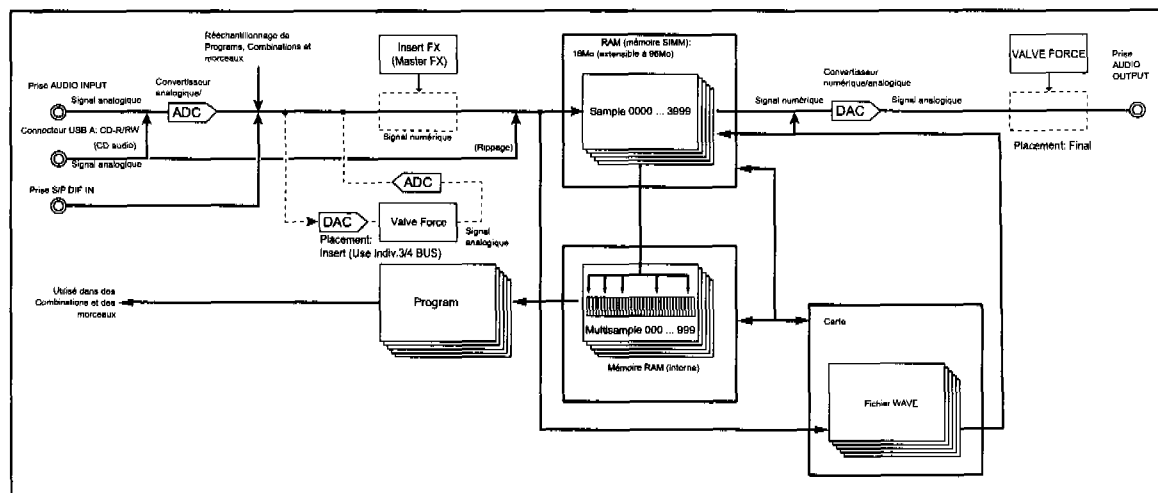 Rééchantillonnage de
Programs, Combinations et
morceaux
Insert FX
(Master FX)
RAM (mémoire SIMM):
16Mo (extensible à 96Mo)
VALVE FORCE
Prise
AUDIO
OUTPUT
Prise AUDIO INPUT
Convertisseur
analogique/
Signal analogique
ADC
Signal numérique
Sample 0000 ... 3999
Convertisseur
numérique/analogique
Signal numérique
DAC
Signal analogique
Placement: Final
Connecteur USB A: CD-R/RW
(CD audio)
Signal analogique
(Rippage)
Prise S/P DIF IN
ADC
DAC
Valve Force
Signal
analogique
Placement:
Insert (Use Indiv.3/4 BUS)
Utilisé dans des
Combinations et des
morceaux
Program
Multisample 000 ... 999
Mémoire RAM (interne)
Carte
Fichier WAVE